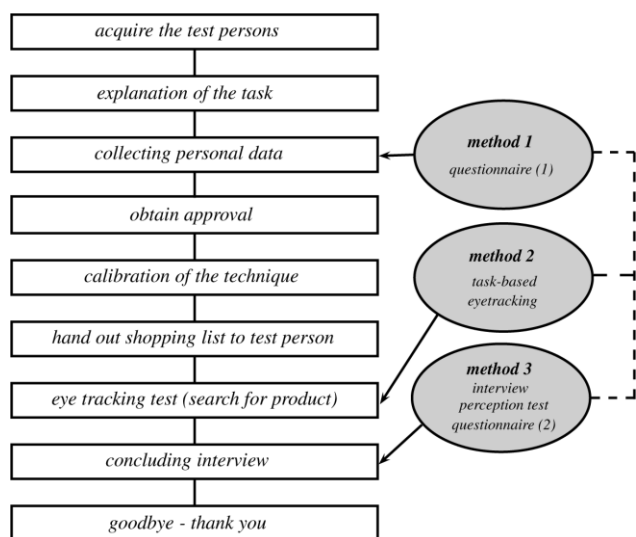 acquire the test persons
explanation of the task
collecting personal data
obtain approval
calibration of the technique
hand out shopping list to test person
eye tracking test (search for product)
concluding interview
goodbye - thank you
method 1
questionnaire (1)
method 2
task-based
eyetracking
method 3
interview
perception test
questionnaire (2)